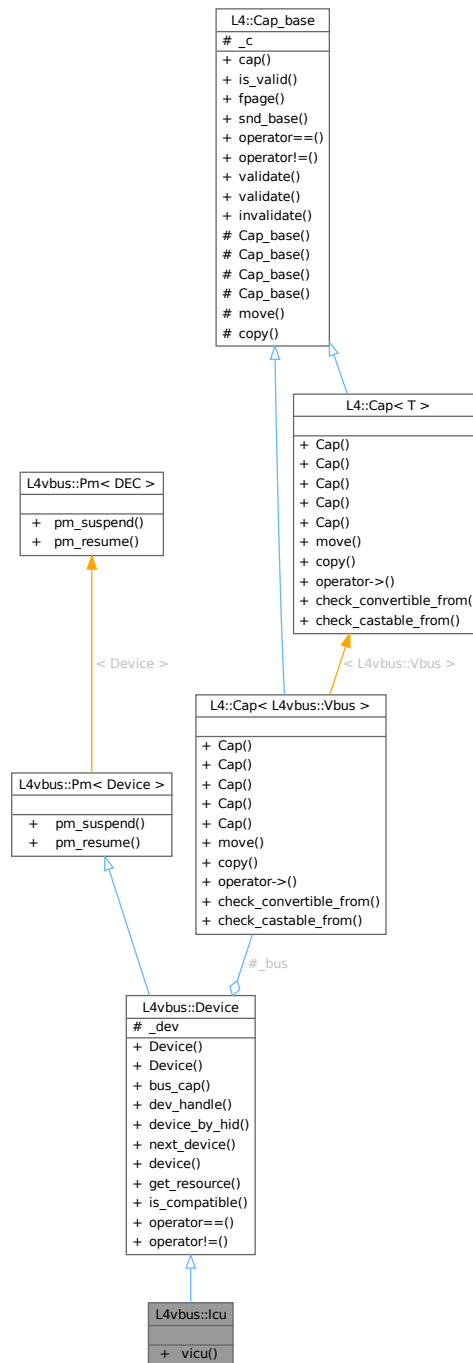 L4::Cap_base
# _c
+ cap()
+ is_valid()
+ fpage()
+ snd_base()
+ operator==()
+ operator!=()
+ validate()
+ validate()
+ invalidate()
# Cap_base()
# Cap_base()
# Cap_base()
# Cap_base()
# move()
# copy()
L4::Cap< T >
+ Cap()
+ Cap()
+ Cap()
+ Cap()
+ Cap()
+ move()
+ copy()
+ operator->()
+ check_convertible_from()
+ check_castable_from()
L4vbus::Pm< DEC >
+ pm_suspend()
+ pm_resume()
< Device >
< L4vbus::Vbus >
L4::Cap< L4vbus::Vbus >
+ Cap()
+ Cap()
+ Cap()
+ Cap()
+ Cap()
+ move()
+ copy()
+ operator->()
+ check_convertible_from()
+ check_castable_from()
L4vbus::Pm< Device >
+ pm_suspend()
+ pm_resume()
#_bus
L4vbus::Device
# _dev
+ Device()
+ Device()
+ bus_cap()
+ dev_handle()
+ device_by_hid()
+ next_device()
+ device()
+ get_resource()
+ is_compatible()
+ operator==()
+ operator!=()
L4vbus::Icu
+ vicu()